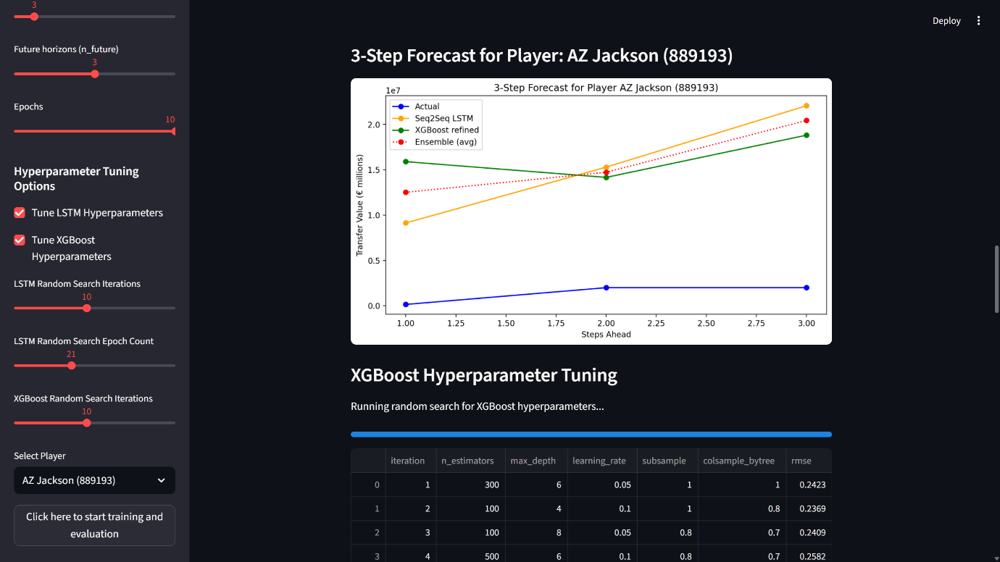 3
Future horizons (n_future)
3
Epochs
10
Hyperparameter Tuning
Options
Tune LSTM Hyperparameters
Tune XGBoost
Hyperparameters
LSTM Random Search Iterations
10
LSTM Random Search Epoch Count
21
XGBoost Random Search Iterations
10
Select Player
AZ Jackson (889193)
Click here to start training and
evaluation
Deploy
3-Step Forecast for Player: AZ Jackson (889193)
3-Step Forecast for Player AZ Jackson (889193)
1e7
Actual
Seq2Seq LSTM
XGBoost refined
Ensemble (avg)
Transfer Value (€ millions)
2.0
1.5
1.0
0.5
0.0
1.00 1.25 1.50 1.75 2.00 2.25 2.50 2.75 3.00
Steps Ahead
XGBoost Hyperparameter Tuning
Running random search for XGBoost hyperparameters...
iteration n_estimators max_depth learning_rate subsample colsample_bytree rmse
0 1 300 6 0.05 1 1 0.2423
1 2 100 4 0.1 1 0.8 0.2369
2 3 100 8 0.05 0.8 0.7 0.2409
3 4 500 6 0.1 0.8 0.7 0.2582